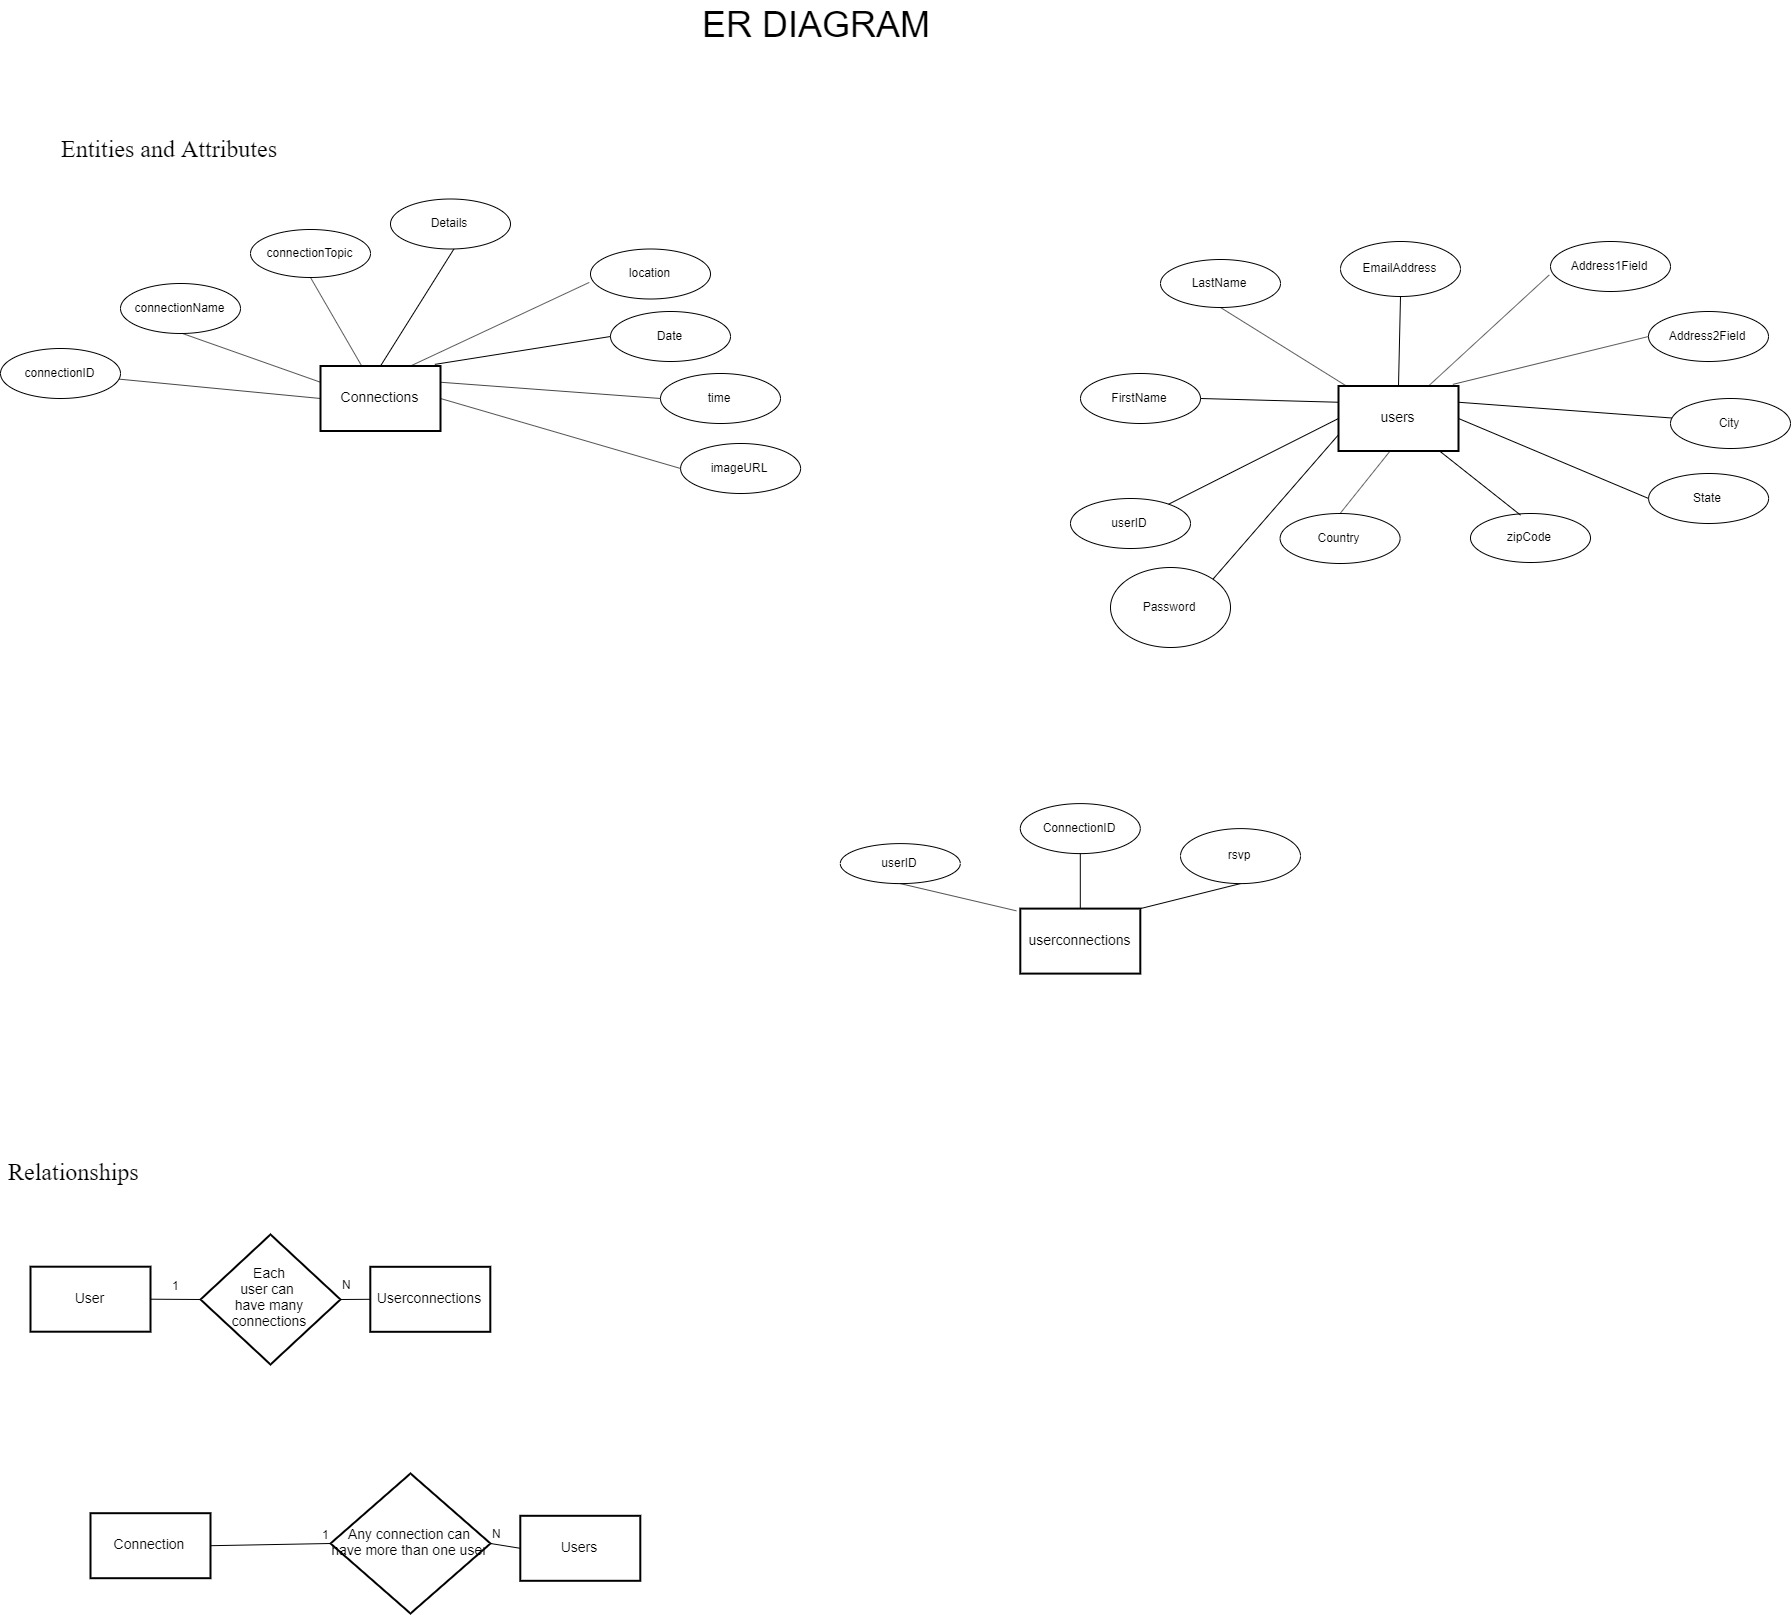 ER DIAGRAM
Entities and Attributes
Details
connectionTopic
location
connectionName
Date
connectionID
Connections
time
imageURL
EmailAddress
Address1Field
LastName
Address2Field
FirstName
users
City
State
userID
Country
zipCode
Password
ConnectionID
userID
rsvp
userconnections
Relationships
User
1
Each
user can
have many
connections
N
Userconnections
Connection
1
Any connection can
have more than one user
N
Users